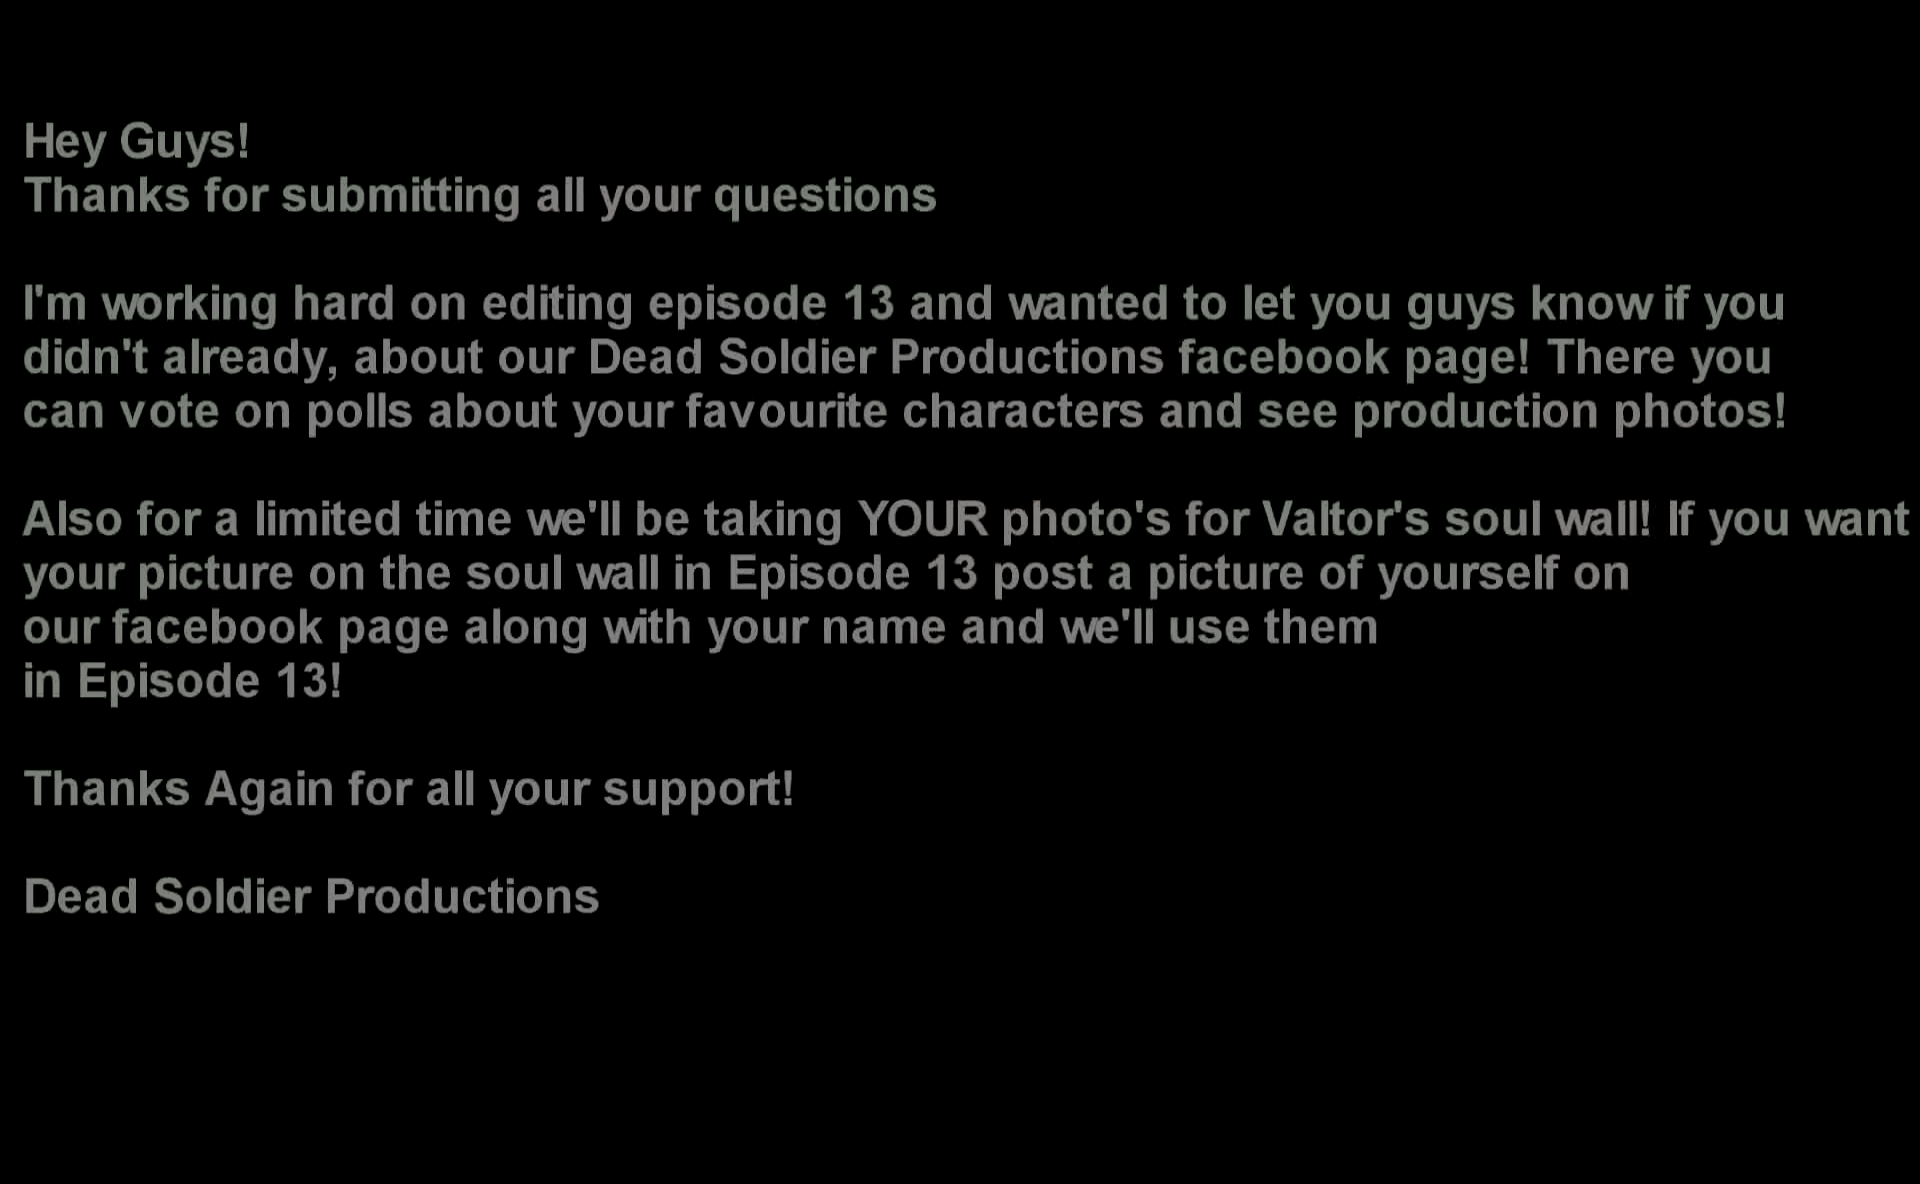 Hey Guys!
Thanks for submitting all your questions
I'm working hard on editing episode 13 and wanted to let you guys know if you
didn't already, about our Dead Soldier Productions facebook page! There you
can vote on polls about your favourite characters and see production photos!
Also for a limited time we'll be taking YOUR photo's for Valtor's soul wall! If you want
your picture on the soul wall in Episode 13 post a picture of yourself on
our facebook page along with your name and we'll use them
in Episode 13!
Thanks Again for all your support!
Dead Soldier Productions